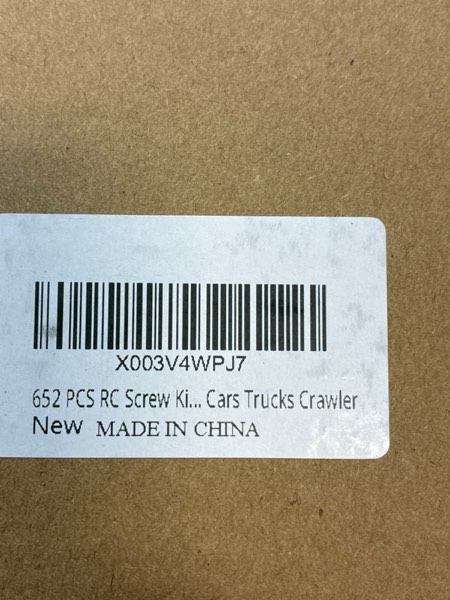 X003V4WPJ7
652 PCS RC Screw Ki... Cars Trucks Crawler
New MADE IN CHINA